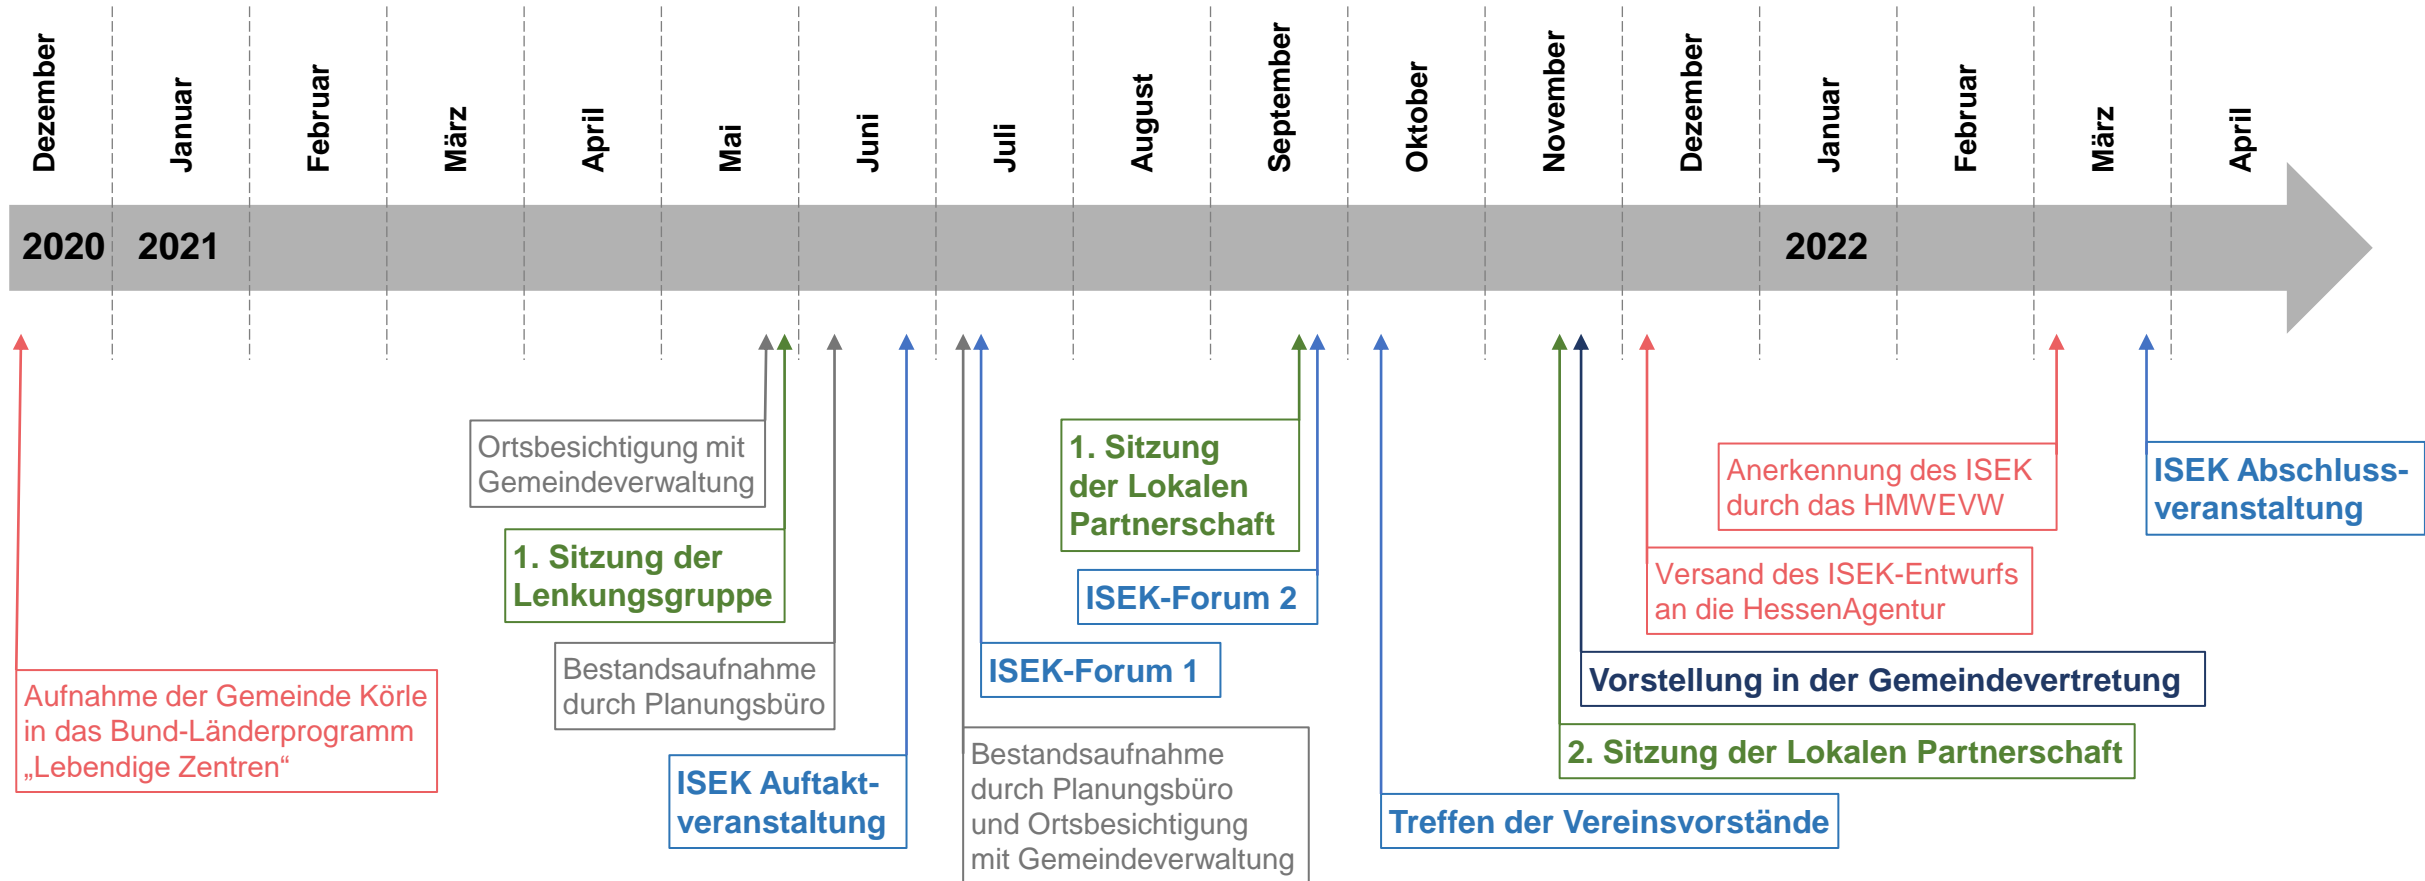 Dezember
Januar
Februar
März
April
Mai
Juni
Juli
August
September
Oktober
November
Dezember
Januar
Februar
März
April
2020
2021
2022
Aufnahme der Gemeinde Körle
in das Bund-Länderprogramm
„Lebendige Zentren“
Ortsbesichtigung mit
Gemeindeverwaltung
1. Sitzung der
Lenkungsgruppe
Bestandsaufnahme
durch Planungsbüro
ISEK Auftakt-
veranstaltung
Bestandsaufnahme
durch Planungsbüro
und Ortsbesichtigung
mit Gemeindeverwaltung
ISEK-Forum 1
1. Sitzung
der Lokalen
Partnerschaft
ISEK-Forum 2
Treffen der Vereinsvorstände
2. Sitzung der Lokalen Partnerschaft
Vorstellung in der Gemeindevertretung
Versand des ISEK-Entwurfs
an die HessenAgentur
Anerkennung des ISEK
durch das HMWEVW
ISEK Abschluss-
veranstaltung